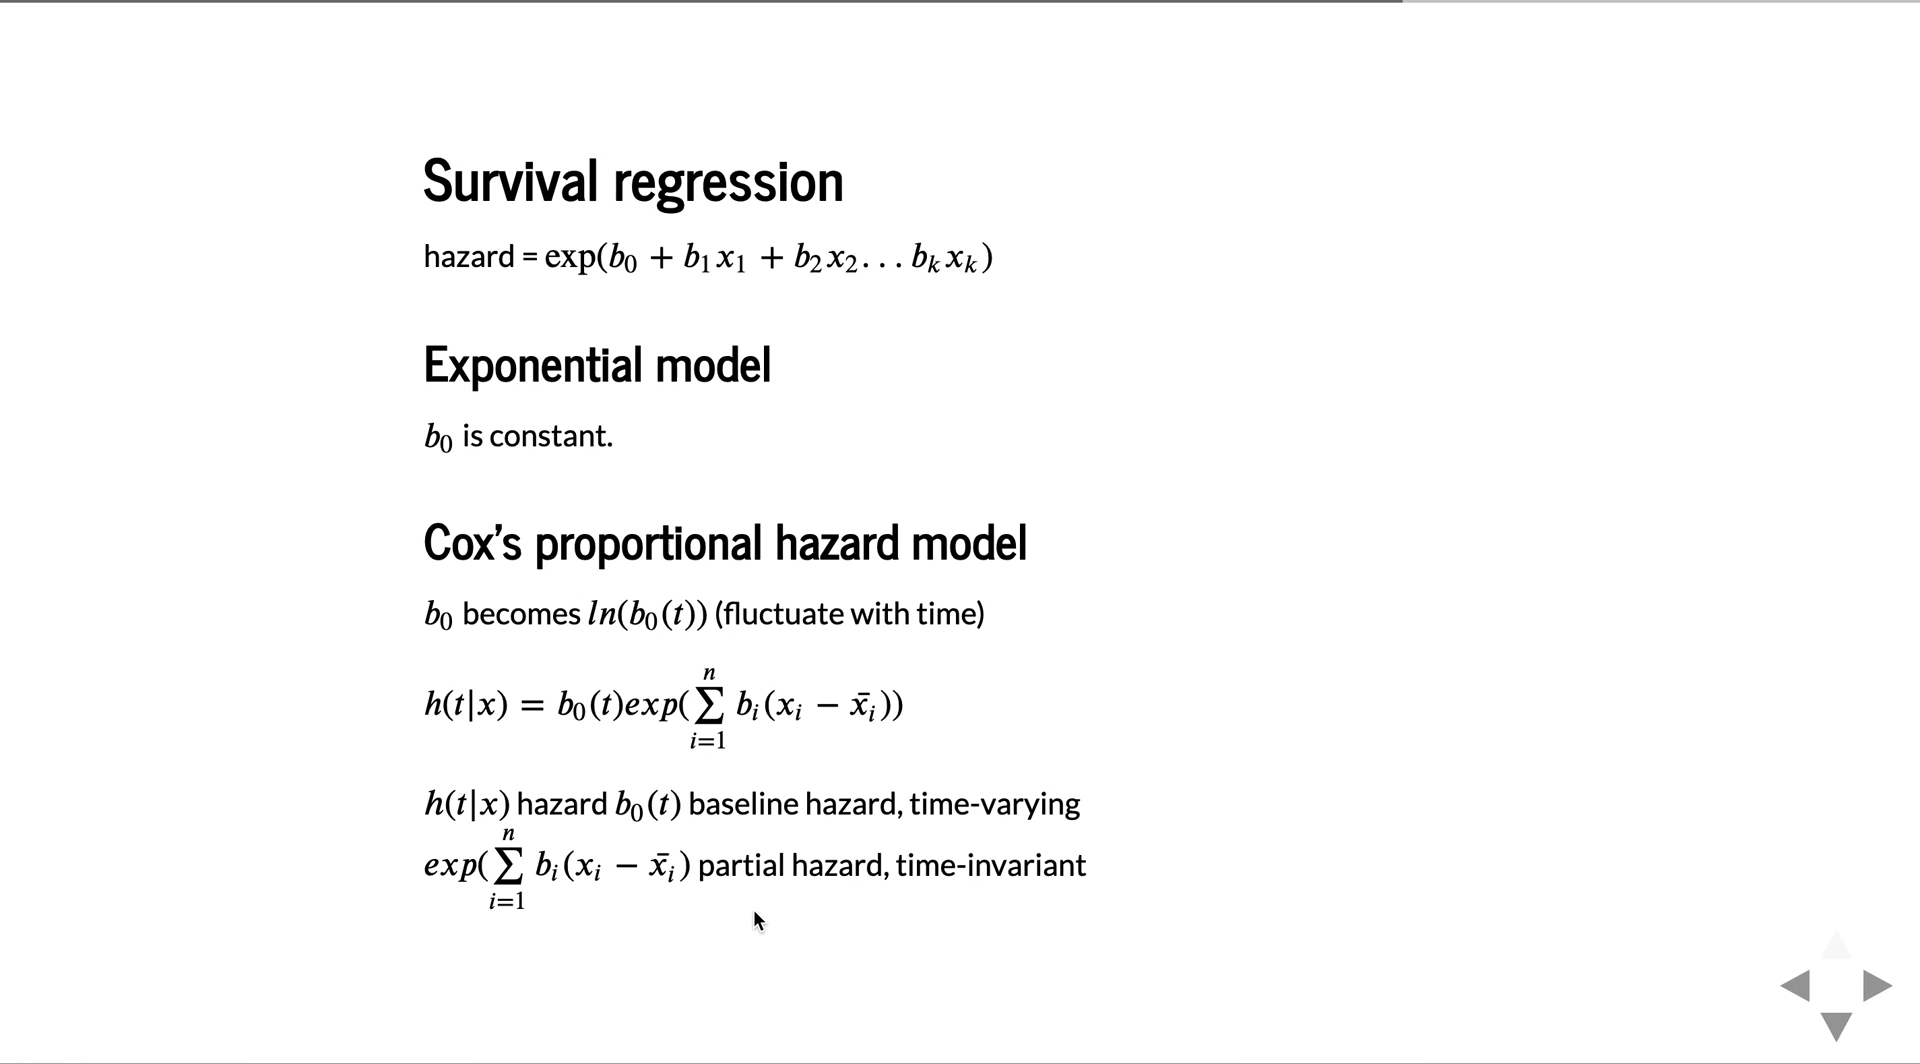 Survival regression
hazard = exp(b₀ + b₁x₁ + b₂x₂. . . bₖxₖ)
Exponential model
b₀ is constant.
Cox’s proportional hazard model
b₀ becomes ln(b₀(t)) (fluctuate with time)
h(t|x) = b₀(t)exp(∑ᵢ₌₁ⁿ bᵢ(xᵢ − x̄ᵢ))
h(t|x) hazard b₀(t) baseline hazard, time-varying
exp(∑ᵢ₌₁ⁿ bᵢ(xᵢ − x̄ᵢ) partial hazard, time-invariant